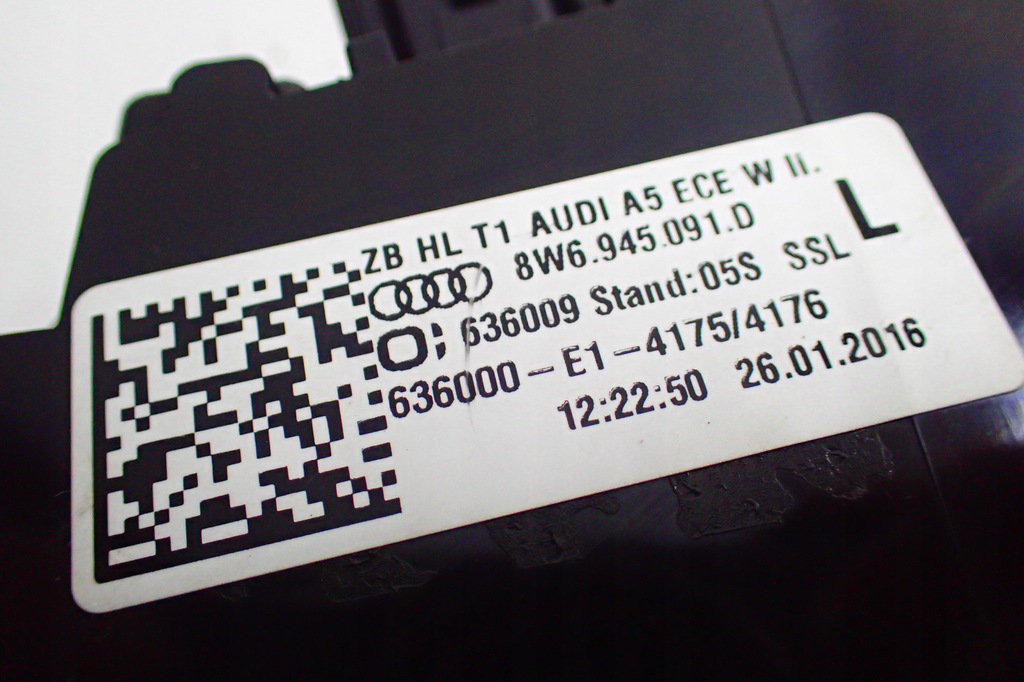 ZB HL T1 AUDI A5 ECE W II.
8W6.945.091.D L
636009 Stand:05S SSL
636000-E1-4175/4176
12:22:50 26.01.2016